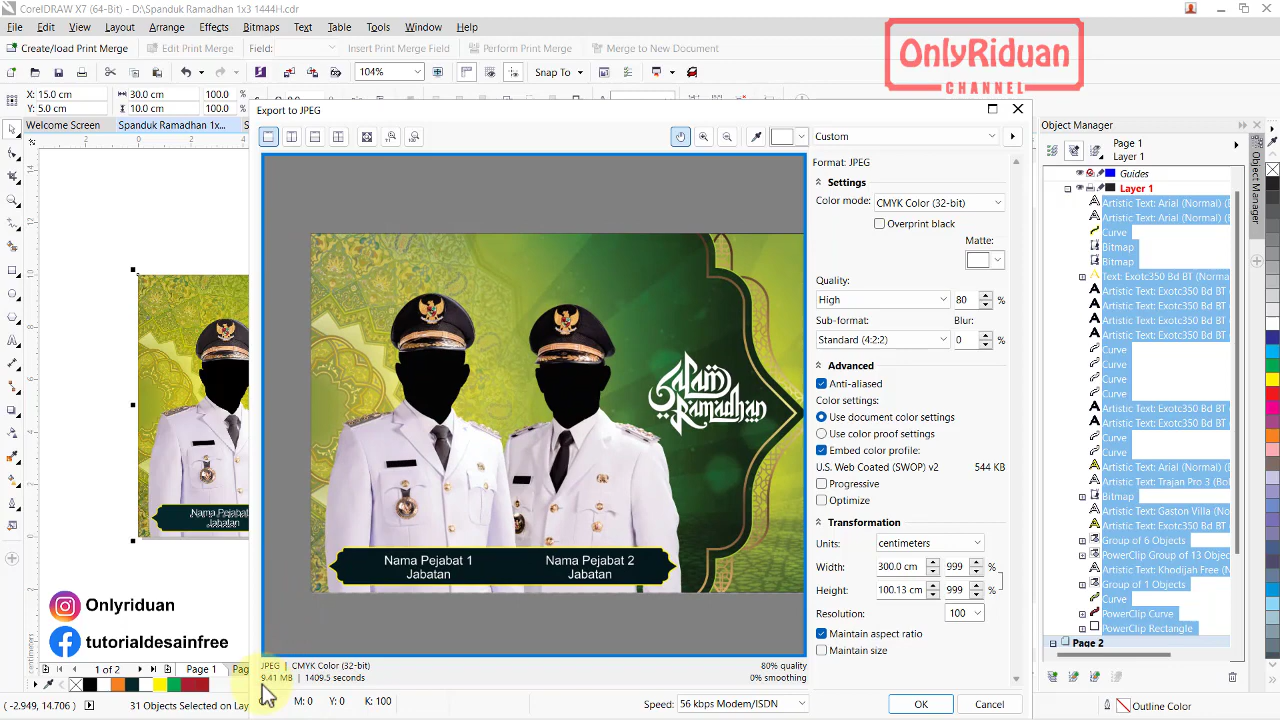 CorelDRAW X7 (64-Bit) - D:\Spanduk Ramadhan 1x3 1444H.cdr
File Edit View Layout Arrange Effects Bitmaps Text Table Tools Window Help
Create/load Print Merge Edit Print Merge Field: Insert Print Merge Field Perform Print Merge Merge to New Document
OnlyRiduan
CHANNEL
104% Snap To
X: 15.0 cm 30.0 cm 100.0 %
Y: 5.0 cm 10.0 cm 100.0 %
Welcome Screen Spanduk Ramadhan 1x...
Export to JPEG
Custom
Format: JPEG
Settings
Color mode: CMYK Color (32-bit)
Overprint black
Matte:
Quality:
High 80 %
Sub-format: Blur:
Standard (4:2:2) 0 %
Advanced
Anti-aliased
Color settings:
Use document color settings
Use color proof settings
Embed color profile:
U.S. Web Coated (SWOP) v2 544 KB
Progressive
Optimize
Transformation
Units: centimeters
Width: 300.0 cm 999 %
Height: 100.13 cm 999 %
Resolution: 100
Maintain aspect ratio
Maintain size
Salam
Ramadhan
Nama Pejabat 1
Jabatan
Nama Pejabat 2
Jabatan
Nama Pejabat
Jabatan
JPEG | CMYK Color (32-bit) 80% quality
9.41 MB | 1409.5 seconds 0% smoothing
M: 0 Y: 0 K: 100
Speed: 56 kbps Modem/ISDN
OK Cancel
Object Manager
Page 1
Layer 1
Guides
Layer 1
Artistic Text: Arial (Normal) (
Artistic Text: Arial (Normal) (
Curve
Bitmap
Bitmap
Text: Exotc350 Bd BT (Norma
Artistic Text: Exotc350 Bd BT
Artistic Text: Exotc350 Bd BT
Artistic Text: Exotc350 Bd BT
Artistic Text: Exotc350 Bd BT
Curve
Curve
Curve
Curve
Artistic Text: Exotc350 Bd BT
Artistic Text: Exotc350 Bd BT
Curve
Curve
Artistic Text: Arial (Normal) (
Artistic Text: Trajan Pro 3 (Bo
Bitmap
Artistic Text: Gaston Villa (No
Artistic Text: Exotc350 Bd BT
Group of 6 Objects
PowerClip Group of 13 Objec
Artistic Text: Khodijah Free (N
Group of 1 Objects
Curve
PowerClip Curve
PowerClip Rectangle
Page 2
Object Manager
Onlyriduan
tutorialdesainfree
1 of 2 Page 1 Pag
(-2.949, 14.706) 31 Objects Selected on Lay
Outline Color